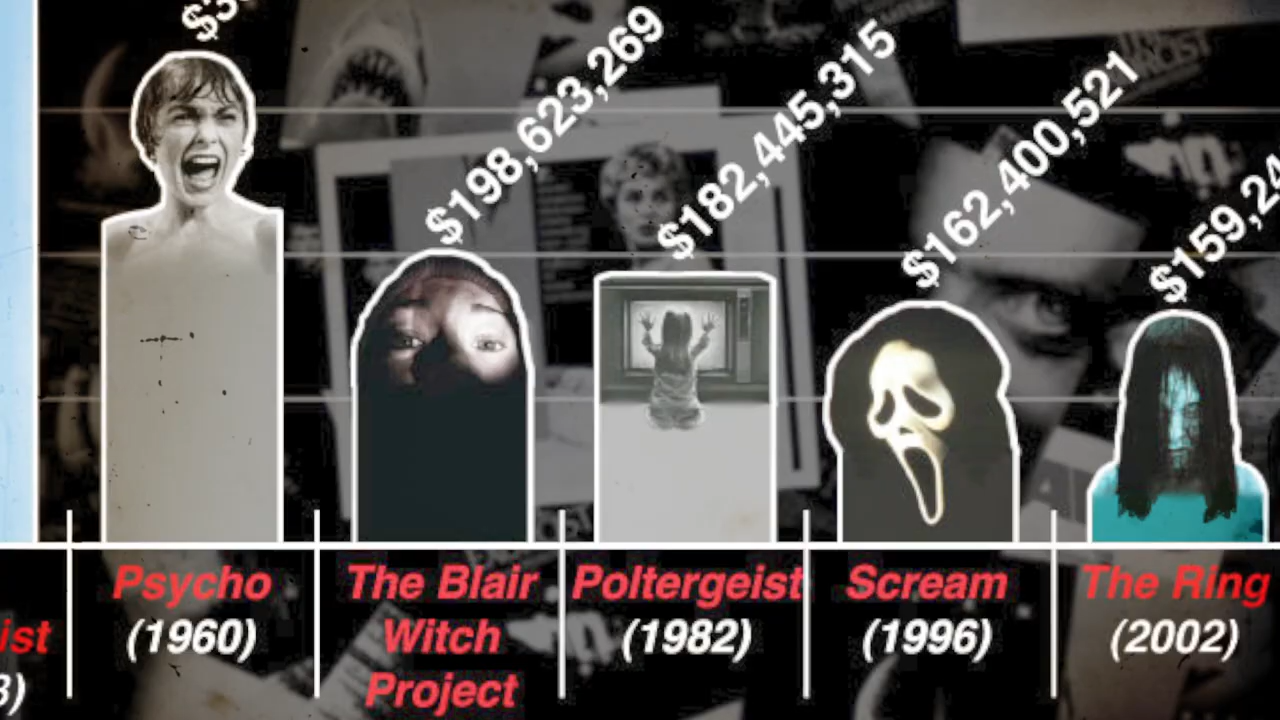 $198,623,269
$182,445,315
$162,400,521
Psycho
(1960)
The Blair
Witch
Project
Poltergeist
(1982)
Scream
(1996)
The Ring
(2002)